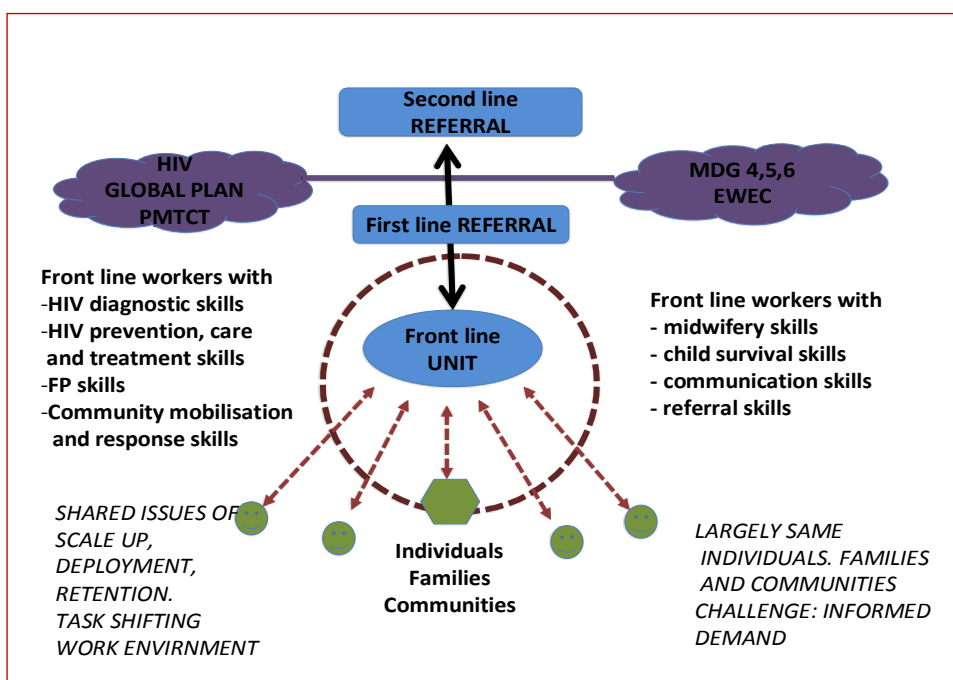 Second line
REFERRAL
HIV
GLOBAL PLAN
PMTCT
MDG 4,5,6
EWEC
First line REFERRAL
Front line workers with
-HIV diagnostic skills
-HIV prevention, care
and treatment skills
-FP skills
-Community mobilisation
and response skills
Front line
UNIT
Front line workers with
- midwifery skills
- child survival skills
- communication skills
- referral skills
SHARED ISSUES OF
SCALE UP,
DEPLOYMENT,
RETENTION.
TASK SHIFTING
WORK ENVIRNMENT
Individuals
Families
Communities
LARGELY SAME
INDIVIDUALS. FAMILIES
AND COMMUNITIES
CHALLENGE: INFORMED
DEMAND